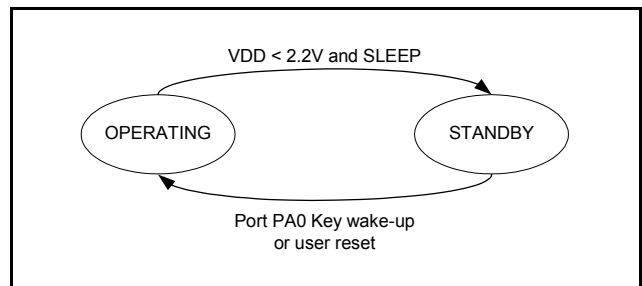 VDD < 2.2V and SLEEP
OPERATING
STANDBY
Port PA0 Key wake-up
or user reset